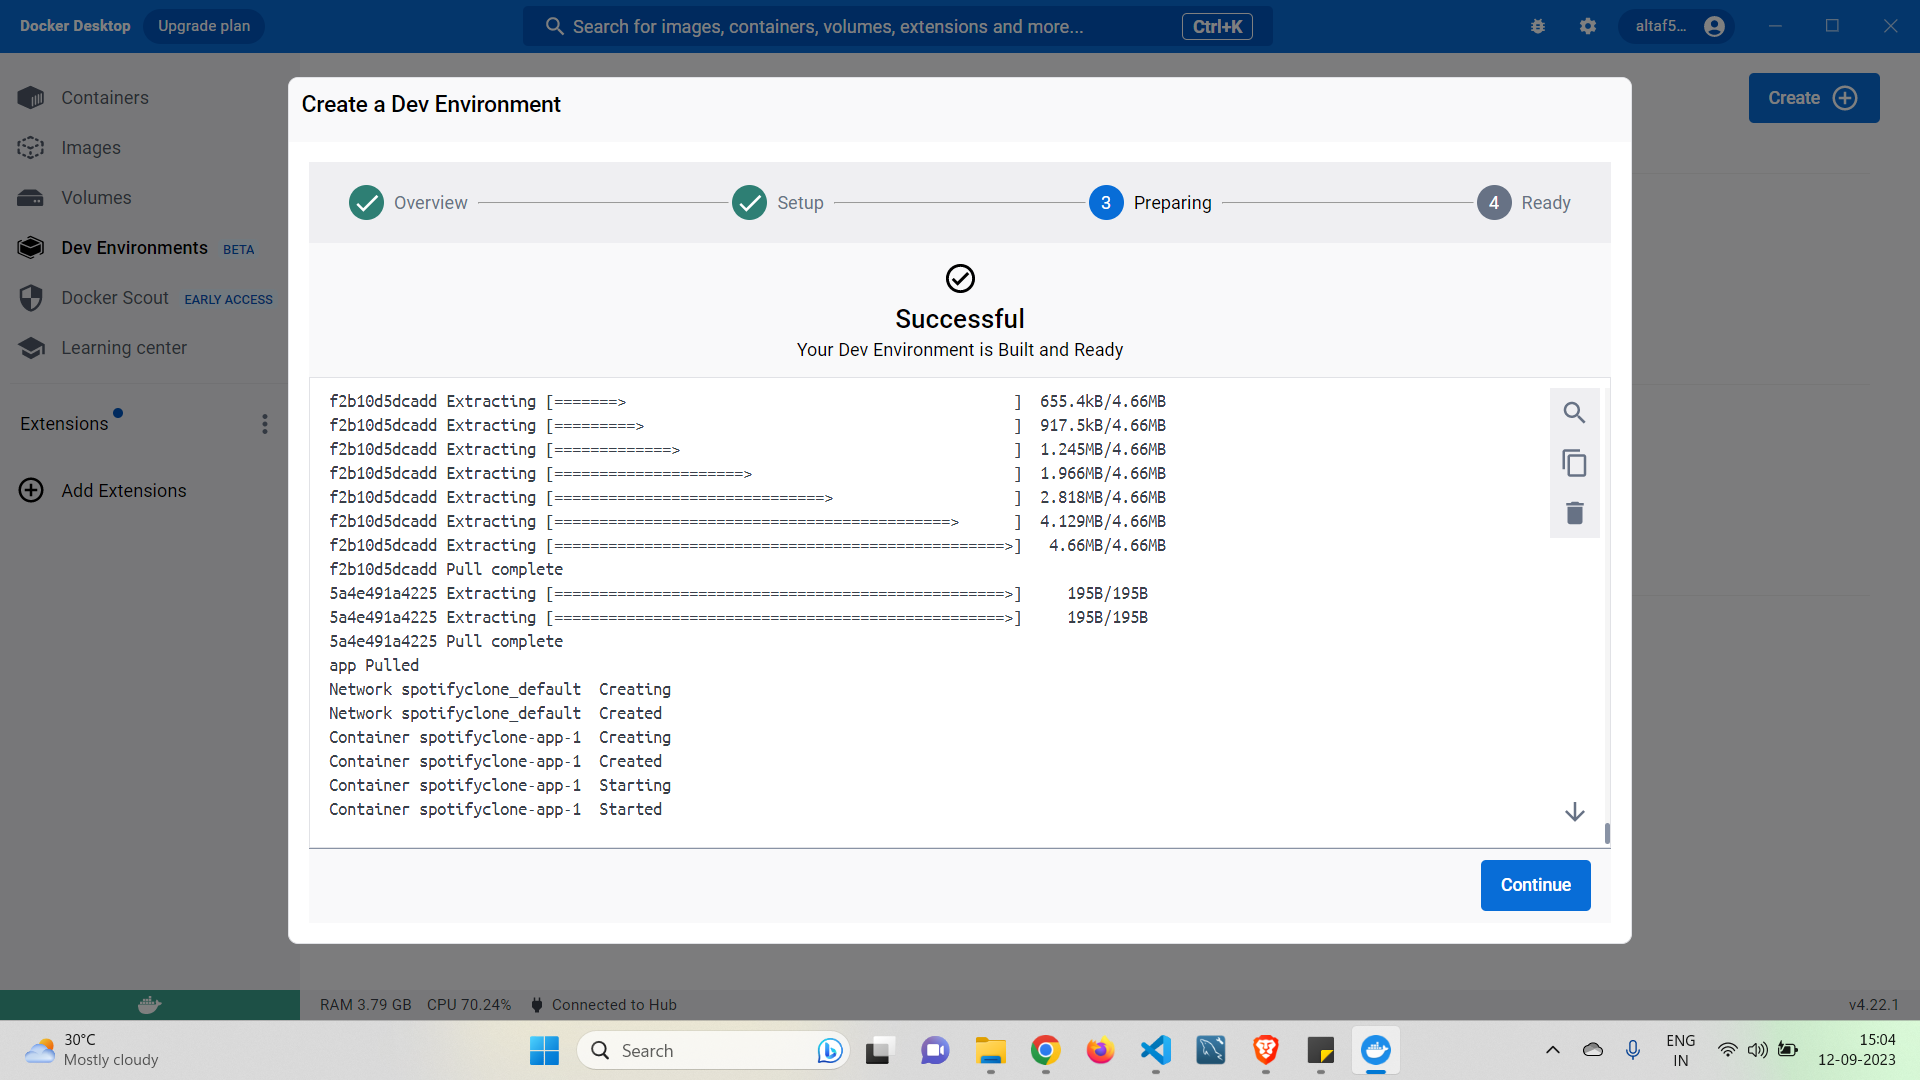 Docker Desktop Upgrade plan Search for images, containers, volumes, extensions and more... Ctrl+K altaf5...
Containers
Images
Volumes
Dev Environments BETA
Docker Scout EARLY ACCESS
Learning center
Extensions
Add Extensions
Create
Create a Dev Environment
Overview Setup 3 Preparing 4 Ready
Successful
Your Dev Environment is Built and Ready
f2b10d5dcadd Extracting [=======>                                           ]  655.4kB/4.66MB
f2b10d5dcadd Extracting [=========>                                         ]  917.5kB/4.66MB
f2b10d5dcadd Extracting [=============>                                     ]  1.245MB/4.66MB
f2b10d5dcadd Extracting [=====================>                             ]  1.966MB/4.66MB
f2b10d5dcadd Extracting [==============================>                    ]  2.818MB/4.66MB
f2b10d5dcadd Extracting [============================================>      ]  4.129MB/4.66MB
f2b10d5dcadd Extracting [==================================================>]   4.66MB/4.66MB
f2b10d5dcadd Pull complete
5a4e491a4225 Extracting [==================================================>]     195B/195B
5a4e491a4225 Extracting [==================================================>]     195B/195B
5a4e491a4225 Pull complete
app Pulled
Network spotifyclone_default  Creating
Network spotifyclone_default  Created
Container spotifyclone-app-1  Creating
Container spotifyclone-app-1  Created
Container spotifyclone-app-1  Starting
Container spotifyclone-app-1  Started
Continue
RAM 3.79 GB CPU 70.24% Connected to Hub v4.22.1
30°C
Mostly cloudy
Search
ENG
IN
15:04
12-09-2023